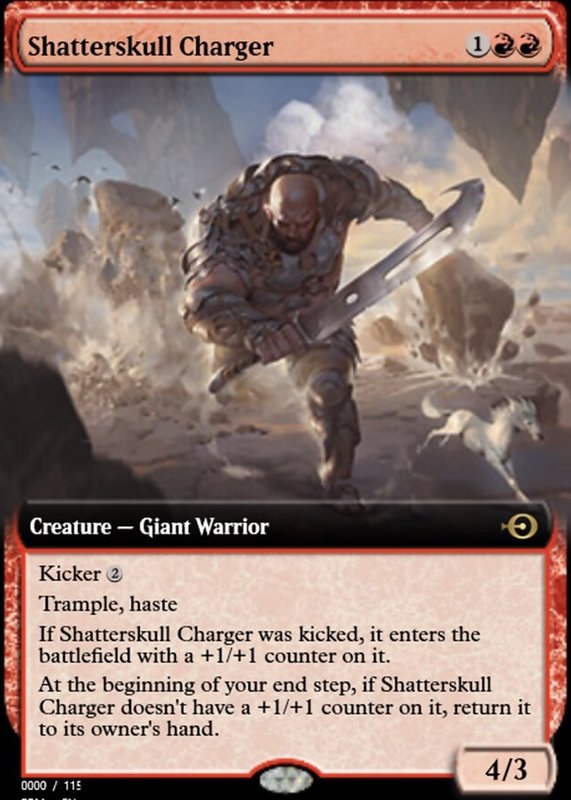 Shatterskull Charger 1
Creature — Giant Warrior
Kicker 2
Trample, haste
If Shatterskull Charger was kicked, it enters the
battlefield with a +1/+1 counter on it.
At the beginning of your end step, if Shatterskull
Charger doesn't have a +1/+1 counter on it, return it
to its owner's hand.
4/3
0000 / 115